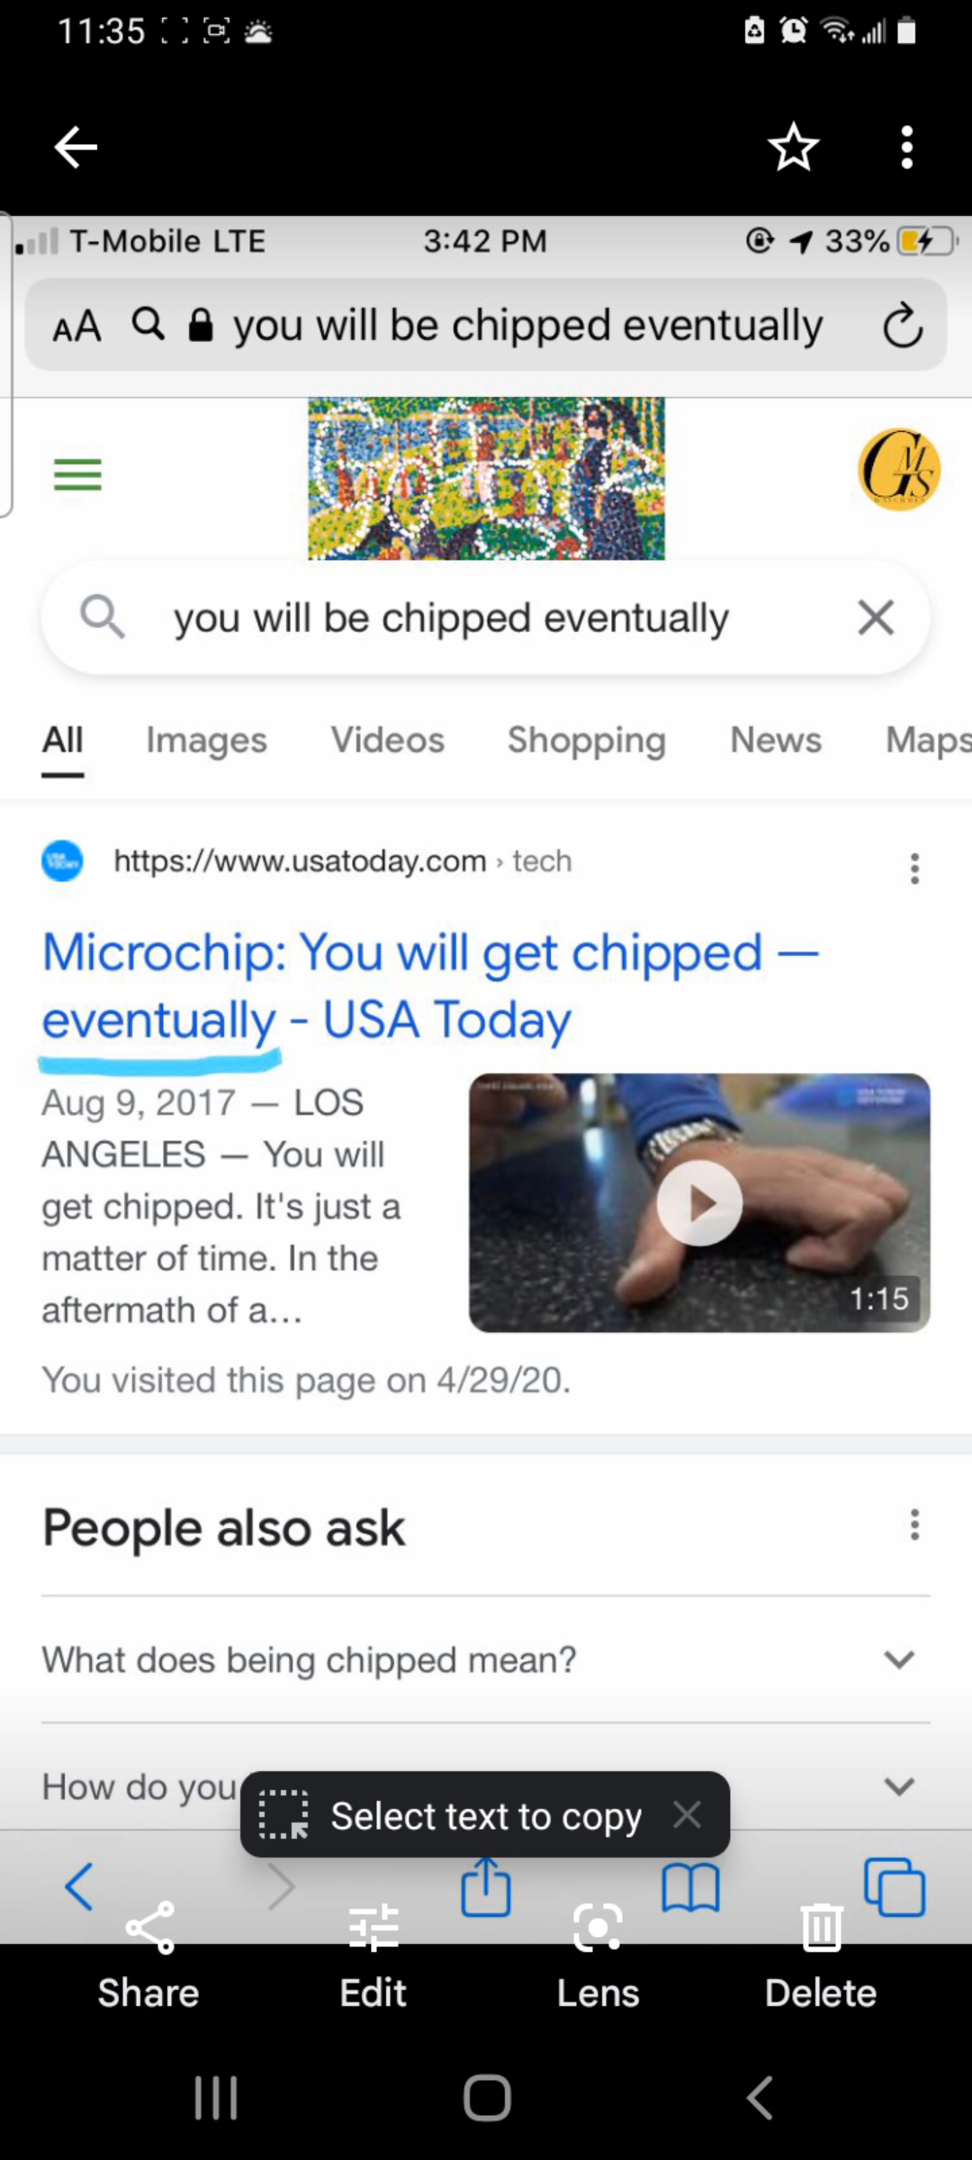 11:35
T-Mobile LTE 3:42 PM 33%
AA you will be chipped eventually
G M S
you will be chipped eventually
All Images Videos Shopping News Maps
USA TODAY
https://www.usatoday.com › tech
Microchip: You will get chipped —
eventually - USA Today
Aug 9, 2017 — LOS
ANGELES — You will
get chipped. It's just a
matter of time. In the
aftermath of a...
1:15
You visited this page on 4/29/20.
People also ask
What does being chipped mean?
How do you
Select text to copy
Share Edit Lens Delete